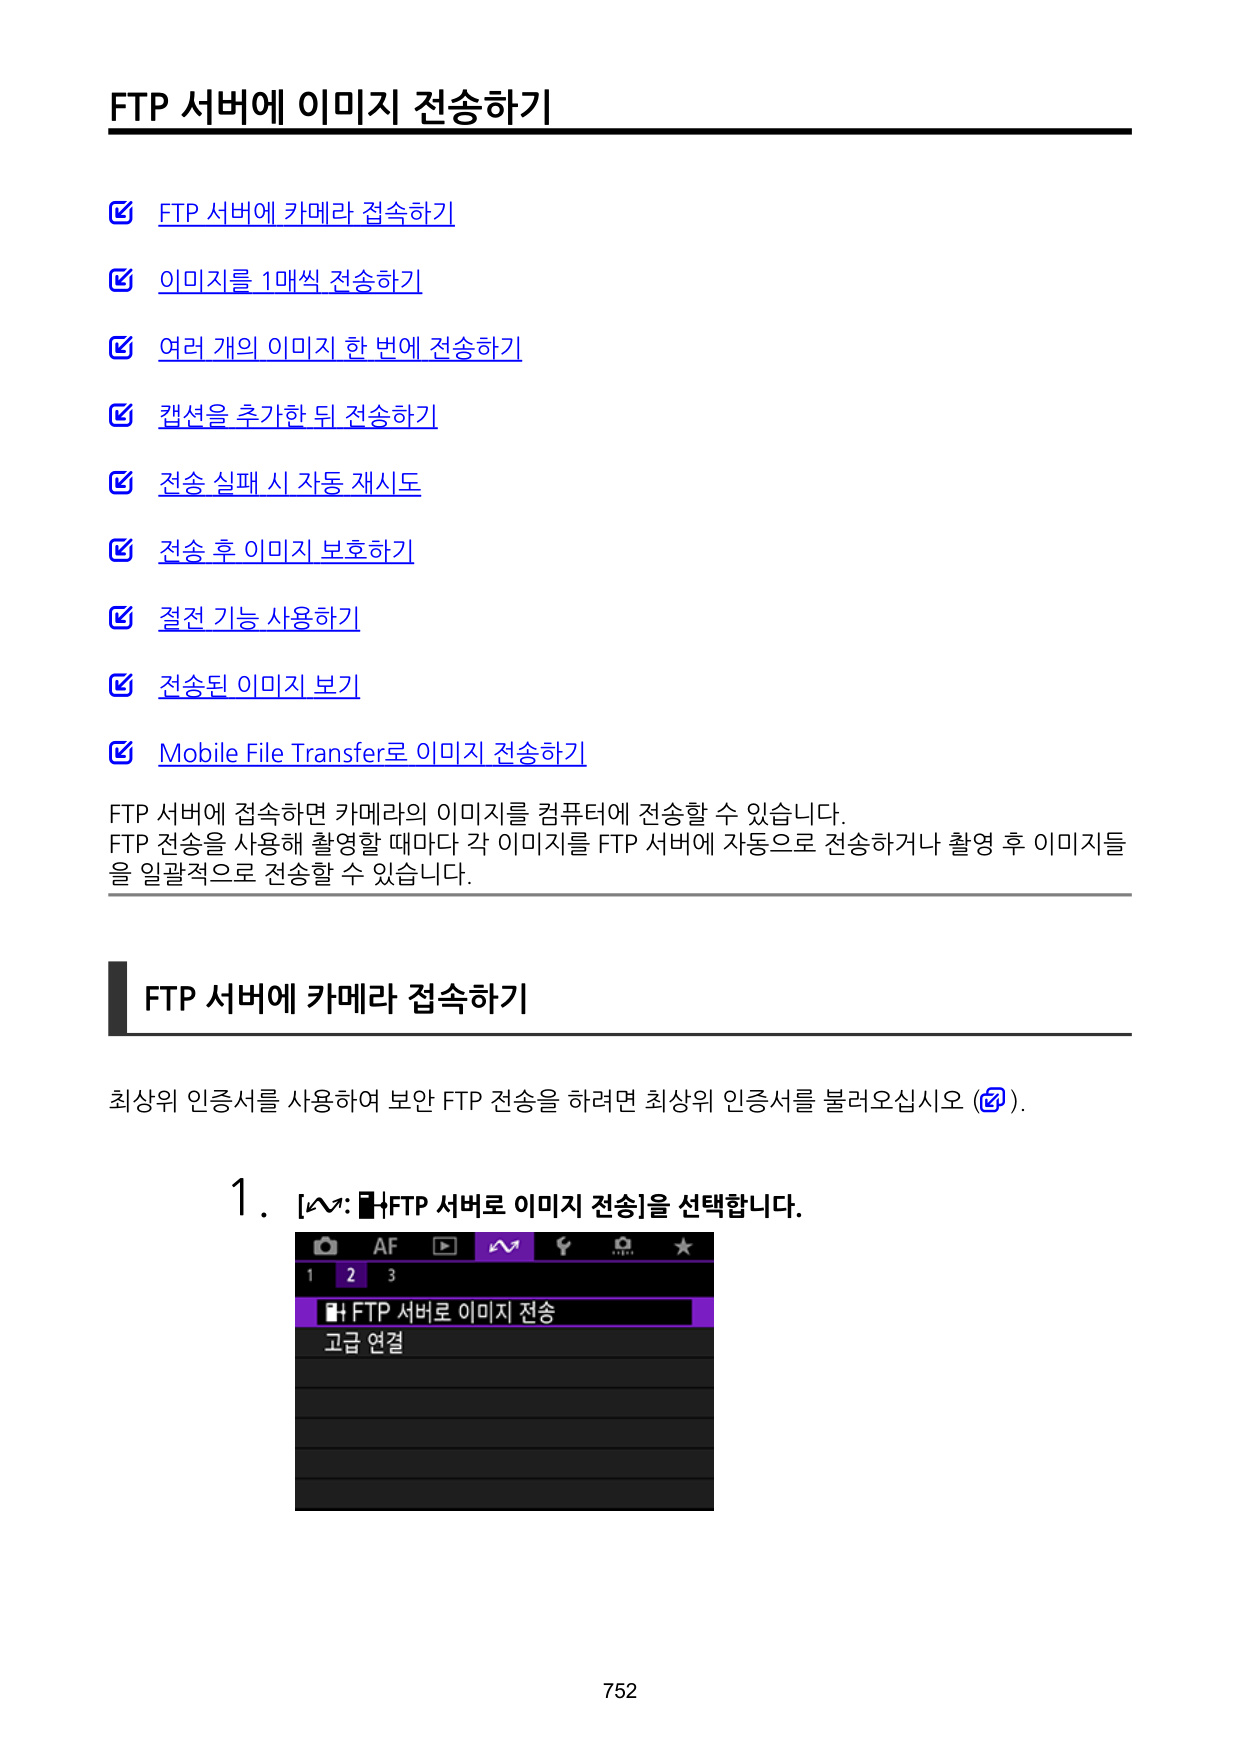 FTP 서버에 이미지 전송하기
FTP 서버에 카메라 접속하기
이미지를 1매씩 전송하기
여러 개의 이미지 한 번에 전송하기
캡션을 추가한 뒤 전송하기
전송 실패 시 자동 재시도
전송 후 이미지 보호하기
절전 기능 사용하기
전송된 이미지 보기
Mobile File Transfer로 이미지 전송하기
FTP 서버에 접속하면 카메라의 이미지를 컴퓨터에 전송할 수 있습니다.
FTP 전송을 사용해 촬영할 때마다 각 이미지를 FTP 서버에 자동으로 전송하거나 촬영 후 이미지들
을 일괄적으로 전송할 수 있습니다.
FTP 서버에 카메라 접속하기
최상위 인증서를 사용하여 보안 FTP 전송을 하려면 최상위 인증서를 불러오십시오 ( ).
1. [ : FTP 서버로 이미지 전송]을 선택합니다.
AF
1 2 3
FTP 서버로 이미지 전송
고급 연결
752